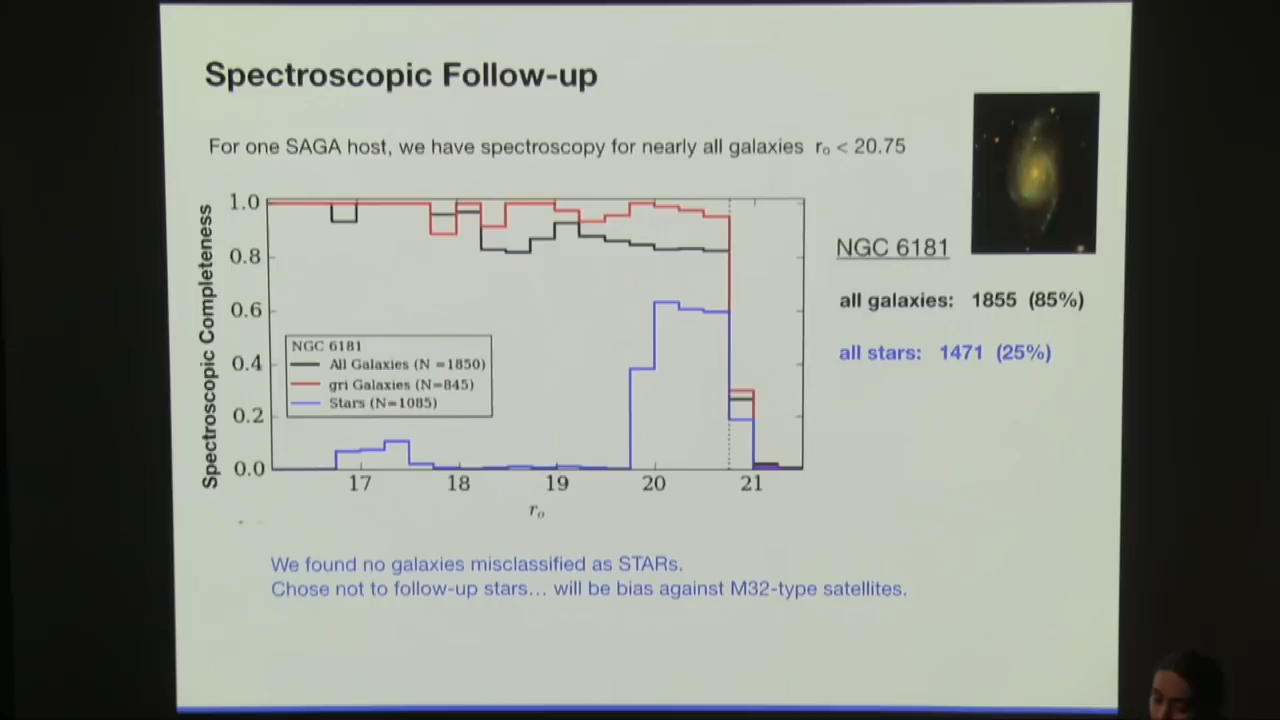 Spectroscopic Follow-up
For one SAGA host, we have spectroscopy for nearly all galaxies rₒ < 20.75
Spectroscopic Completeness
1.0
0.8
0.6
0.4
0.2
0.0
NGC 6181
All Galaxies (N =1850)
gri Galaxies (N=845)
Stars (N=1085)
17 18 19 20 21
rₒ
NGC 6181
all galaxies: 1855 (85%)
all stars: 1471 (25%)
We found no galaxies misclassified as STARs.
Chose not to follow-up stars... will be bias against M32-type satellites.